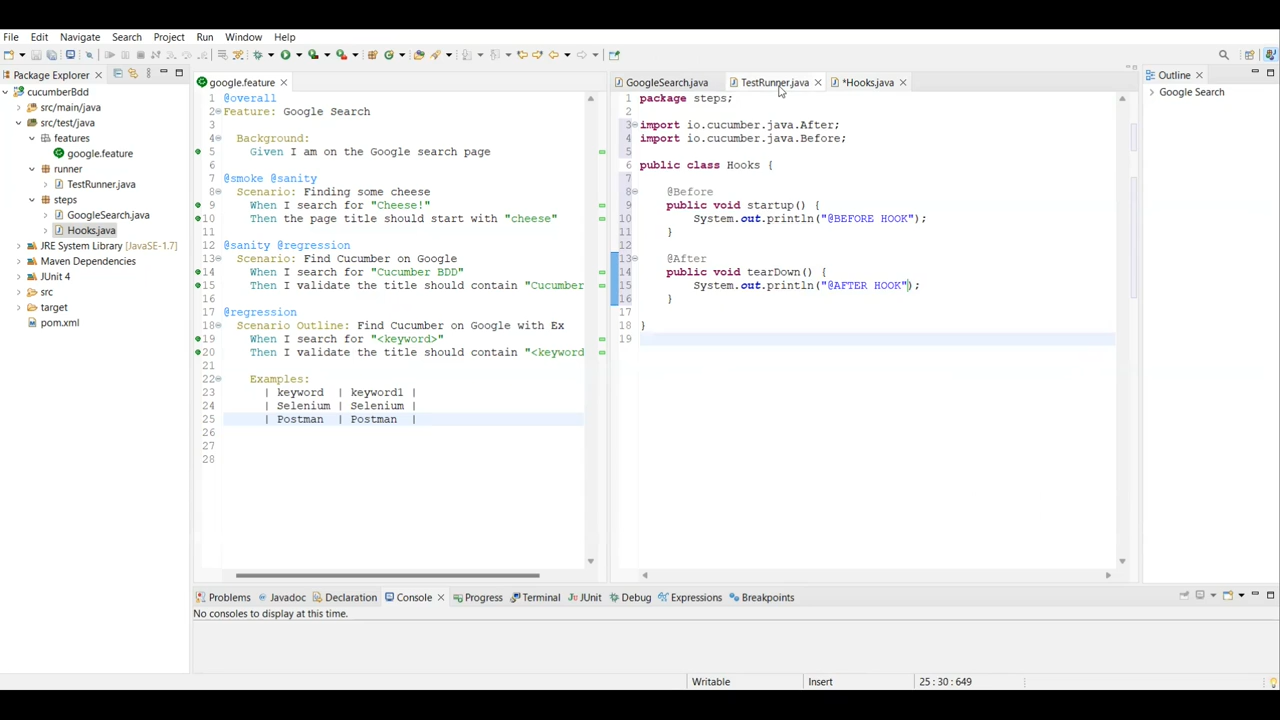 File Edit Navigate Search Project Run Window Help
Package Explorer
cucumberBdd
src/main/java
src/test/java
features
google.feature
runner
TestRunner.java
steps
GoogleSearch.java
Hooks.java
JRE System Library [JavaSE-1.7]
Maven Dependencies
JUnit 4
src
target
pom.xml
google.feature
1 @overall
2 Feature: Google Search
3
4 Background:
5 Given I am on the Google search page
6
7 @smoke @sanity
8 Scenario: Finding some cheese
9 When I search for "Cheese!"
10 Then the page title should start with "cheese"
11
12 @sanity @regression
13 Scenario: Find Cucumber on Google
14 When I search for "Cucumber BDD"
15 Then I validate the title should contain "Cucumber
16
17 @regression
18 Scenario Outline: Find Cucumber on Google with Ex
19 When I search for "<keyword>"
20 Then I validate the title should contain "<keyword
21
22 Examples:
23 | keyword | keyword1 |
24 | Selenium | Selenium |
25 | Postman | Postman |
26
27
28
GoogleSearch.java TestRunner.java *Hooks.java
1 package steps;
2
3 import io.cucumber.java.After;
4 import io.cucumber.java.Before;
5
6 public class Hooks {
7
8 @Before
9 public void startup() {
10 System.out.println("@BEFORE HOOK");
11 }
12
13 @After
14 public void tearDown() {
15 System.out.println("@AFTER HOOK");
16 }
17
18 }
19
Outline
Google Search
Problems Javadoc Declaration Console Progress Terminal JUnit Debug Expressions Breakpoints
No consoles to display at this time.
Writable Insert 25 : 30 : 649